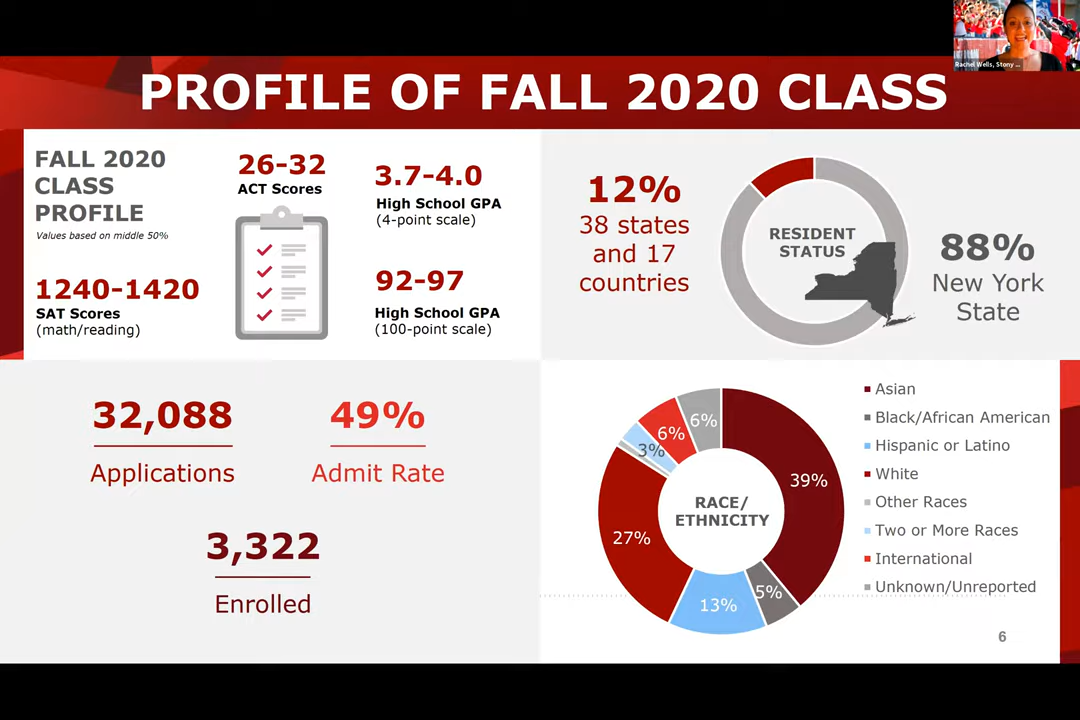 Rachel Wells, Stony ...
PROFILE OF FALL 2020 CLASS
FALL 2020
CLASS
PROFILE
Values based on middle 50%
26-32
ACT Scores
3.7-4.0
High School GPA
(4-point scale)
1240-1420
SAT Scores
(math/reading)
92-97
High School GPA
(100-point scale)
12%
38 states
and 17
countries
RESIDENT
STATUS
88%
New York
State
32,088
Applications
49%
Admit Rate
3,322
Enrolled
39%
5%
13%
27%
3%
6%
6%
RACE/
ETHNICITY
Asian
Black/African American
Hispanic or Latino
White
Other Races
Two or More Races
International
Unknown/Unreported
6